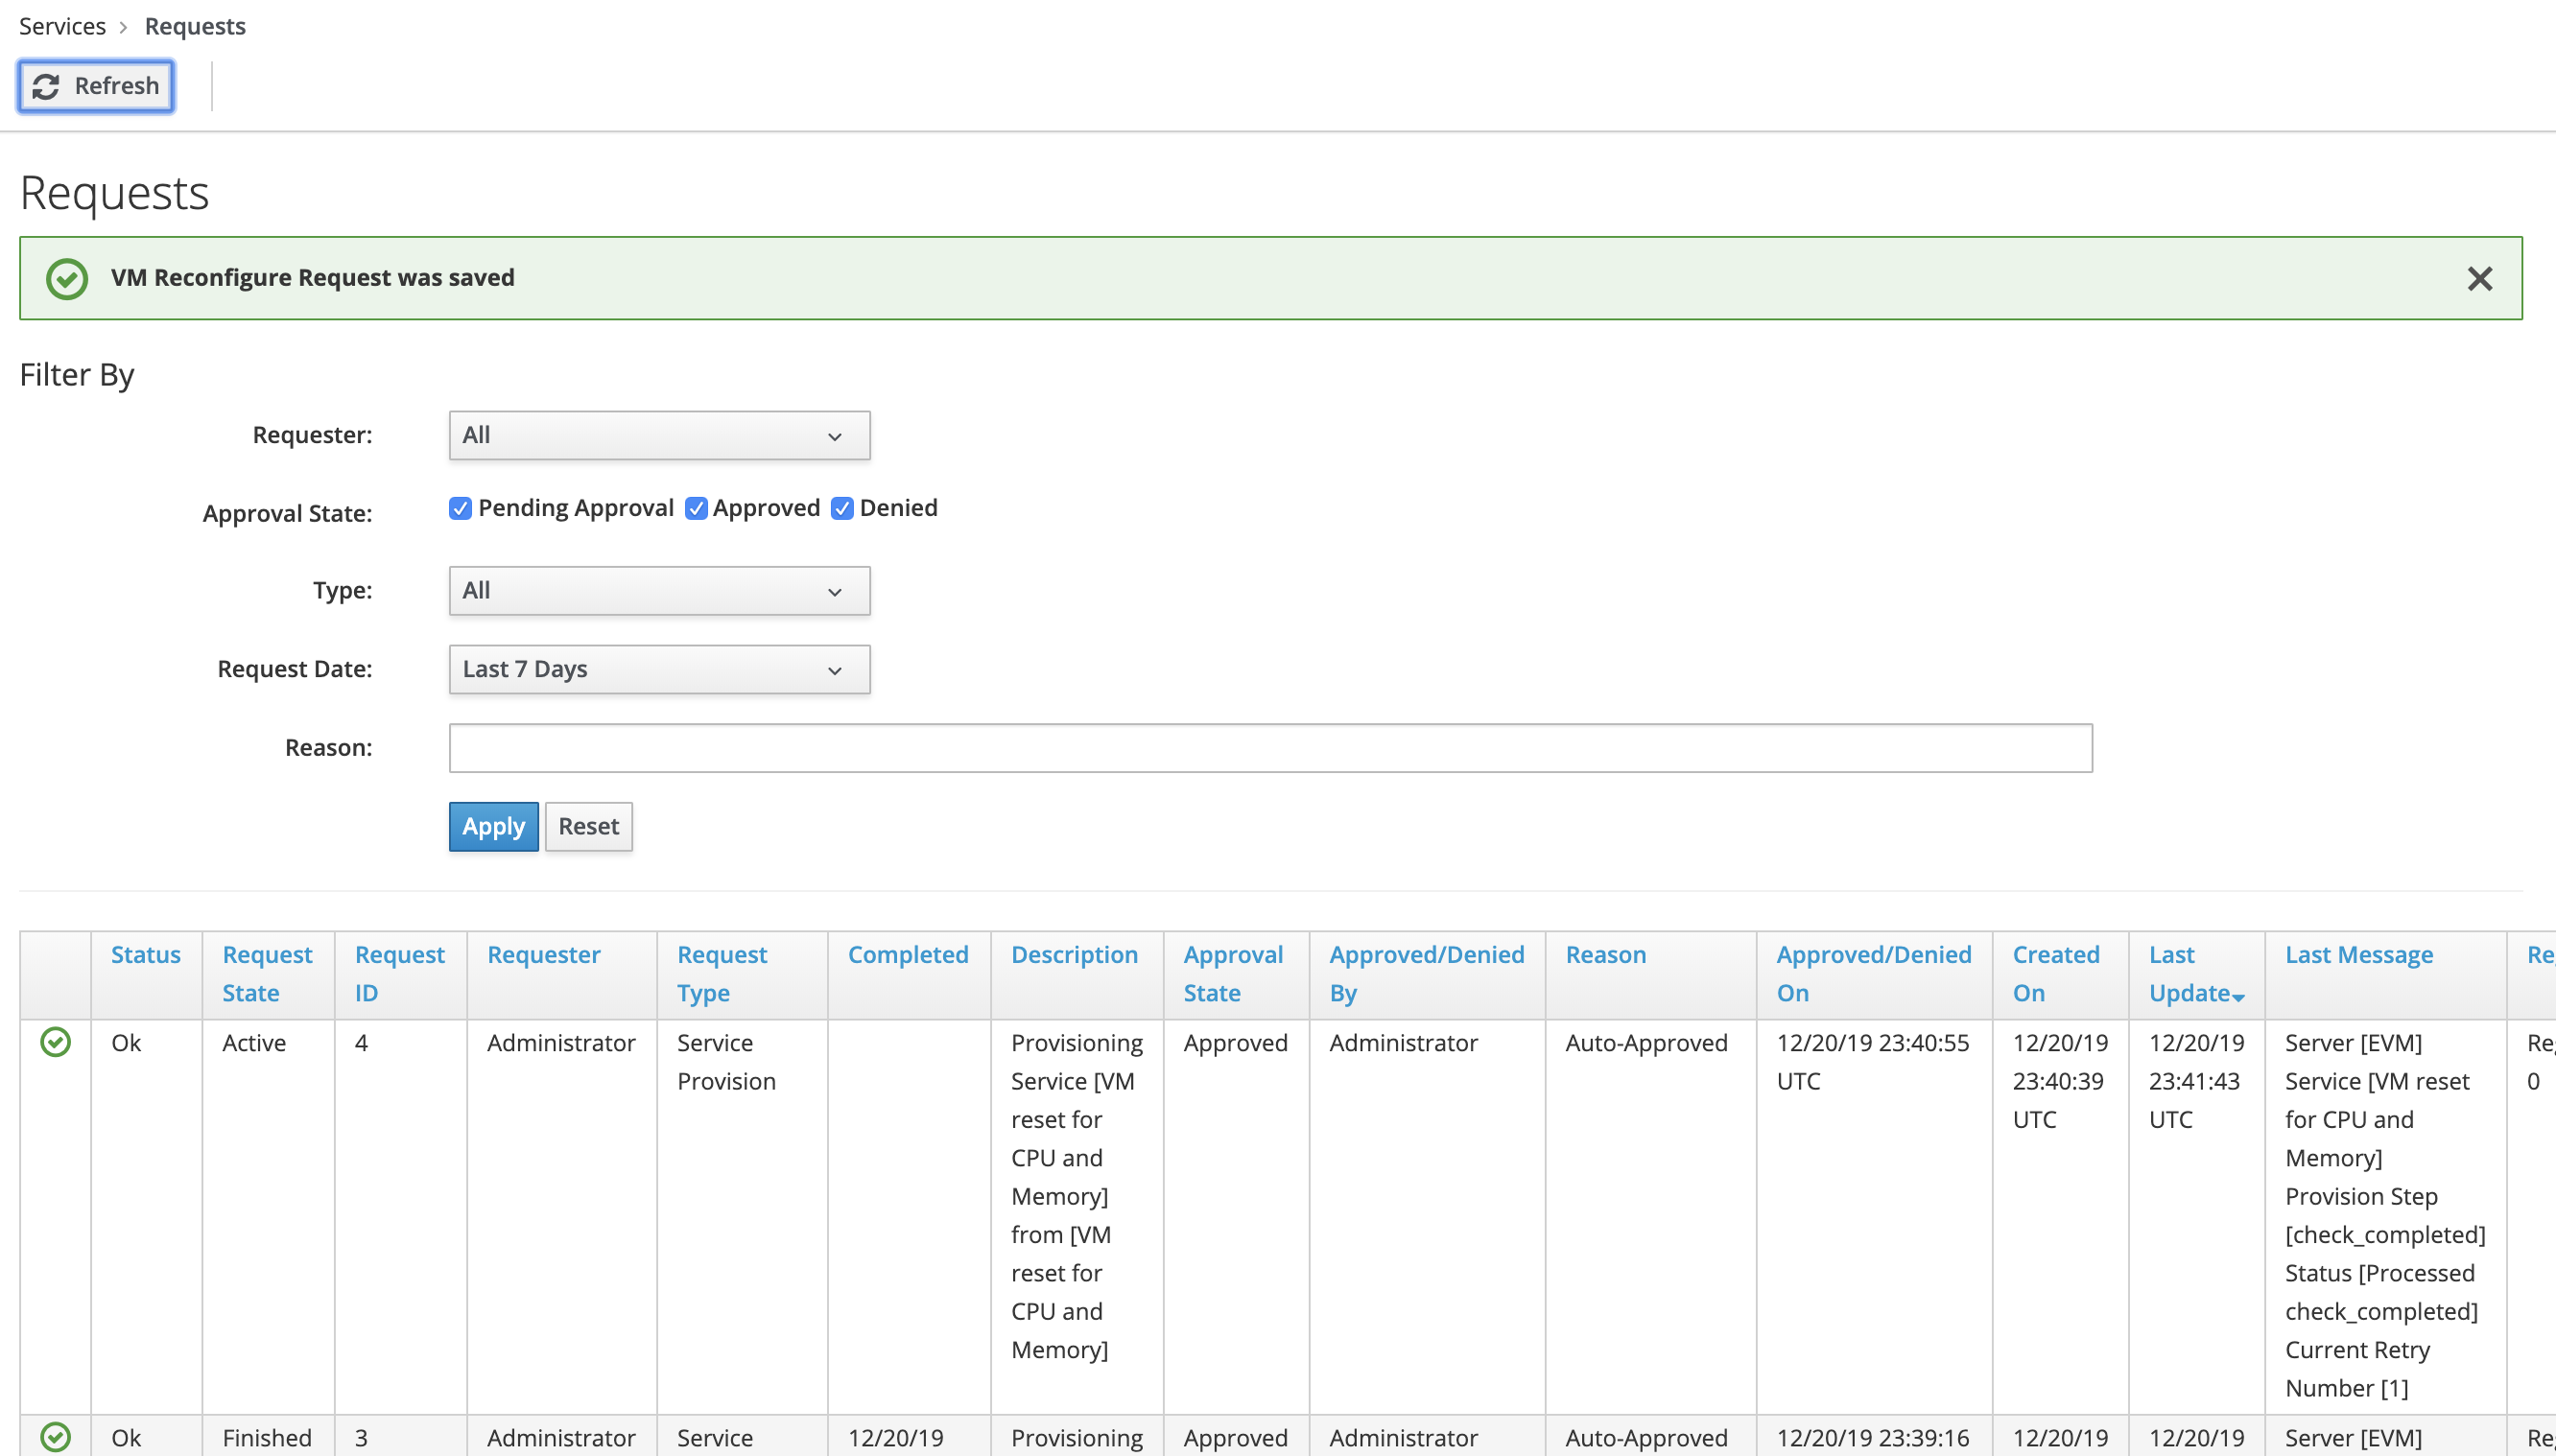 Services > Requests
Refresh
Requests
VM Reconfigure Request was saved
Filter By
Requester: All
Approval State: Pending Approval Approved Denied
Type: All
Request Date: Last 7 Days
Reason:
Apply Reset
Status Request Requester Request Completed Description Approval Approved/Denied Reason Approved/Denied Created Last Last Message
State ID Type State By On On Update
Ok Active 4 Administrator Service Provisioning Approved Administrator Auto-Approved 12/20/19 23:40:55 12/20/19 12/20/19 Server [EVM]
Provision Service [VM UTC 23:40:39 23:41:43 Service [VM reset 0
reset for UTC UTC for CPU and
CPU and Memory]
Memory] Provision Step
from [VM [check_completed]
reset for Status [Processed
CPU and check_completed]
Memory] Current Retry
Number [1]
Ok Finished 3 Administrator Service 12/20/19 Provisioning Approved Administrator Auto-Approved 12/20/19 23:39:16 12/20/19 12/20/19 Server [EVM]